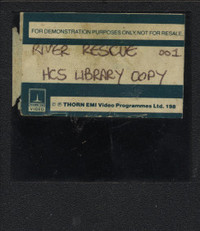 FOR DEMONSTRATION PURPOSES ONLY.NOT FOR RESALE.
RIVER RESCUE 001
HCS LIBRARY COPY
© ℗ THORN EMI Video Programmes Ltd. 198